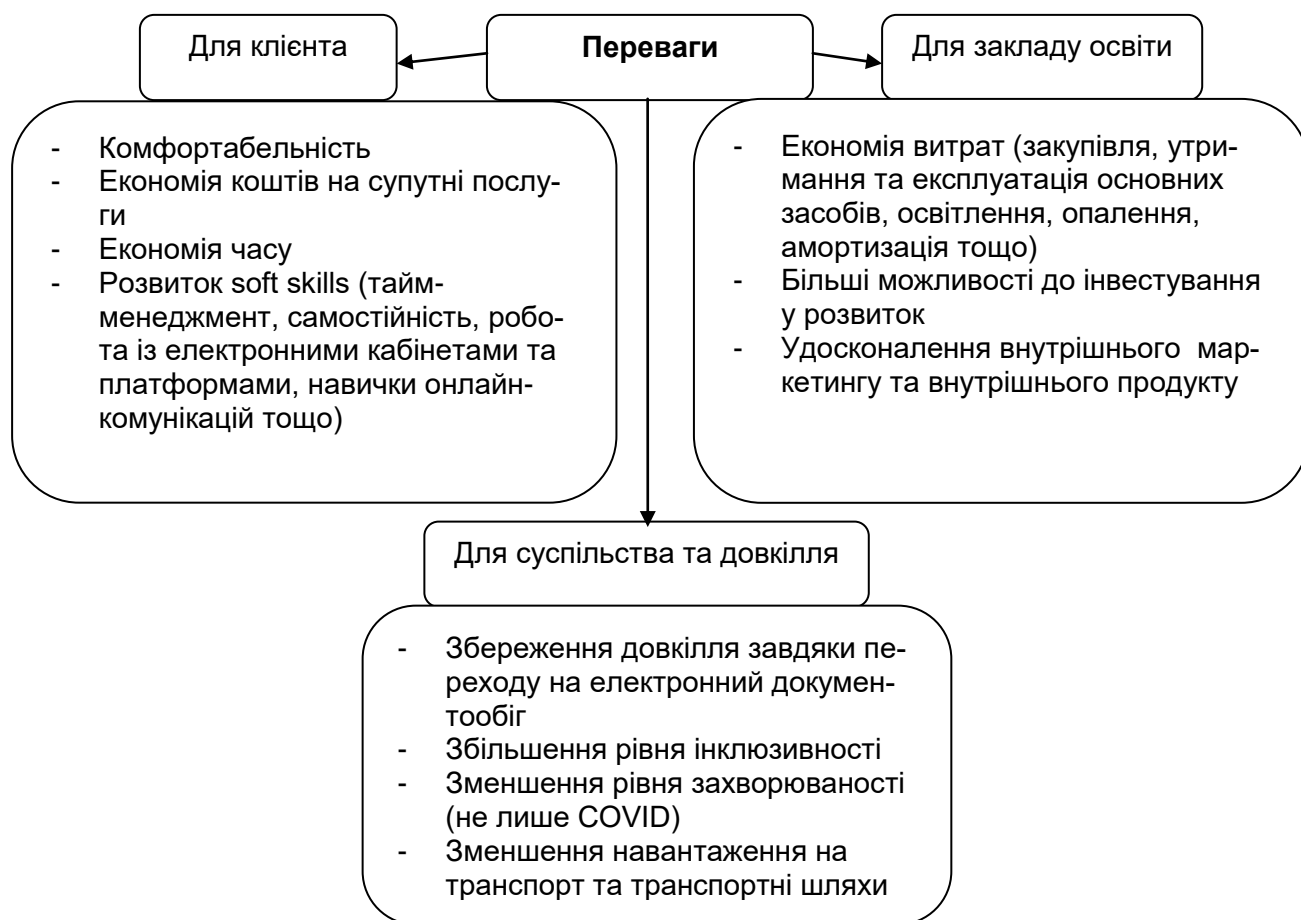 Для клієнта
Переваги
Для закладу освіти
- Комфортабельність
- Економія коштів на супутні послу-
ги
- Економія часу
- Розвиток soft skills (тайм-
менеджмент, самостійність, робо-
та із електронними кабінетами та
платформами, навички онлайн-
комунікацій тощо)
- Економія витрат (закупівля, утри-
мання та експлуатація основних
засобів, освітлення, опалення,
амортизація тощо)
- Більші можливості до інвестування
у розвиток
- Удосконалення внутрішнього мар-
кетингу та внутрішнього продукту
Для суспільства та довкілля
- Збереження довкілля завдяки пе-
реходу на електронний докумен-
тообіг
- Збільшення рівня інклюзивності
- Зменшення рівня захворюваності
(не лише COVID)
- Зменшення навантаження на
транспорт та транспортні шляхи